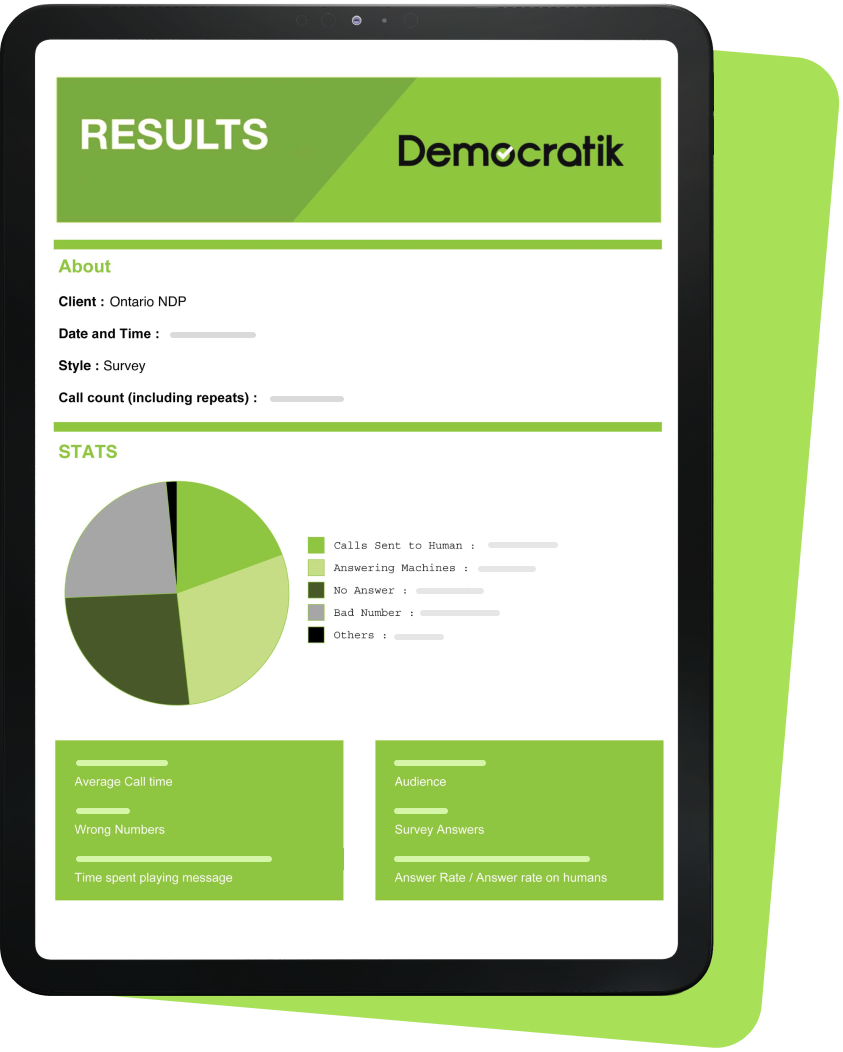 RESULTS
Democratik
About
Client : Ontario NDP
Date and Time :
Style : Survey
Call count (including repeats) :
STATS
Calls Sent to Human :
Answering Machines :
No Answer :
Bad Number :
Others :
Average Call time
Wrong Numbers
Time spent playing message
Audience
Survey Answers
Answer Rate / Answer rate on humans